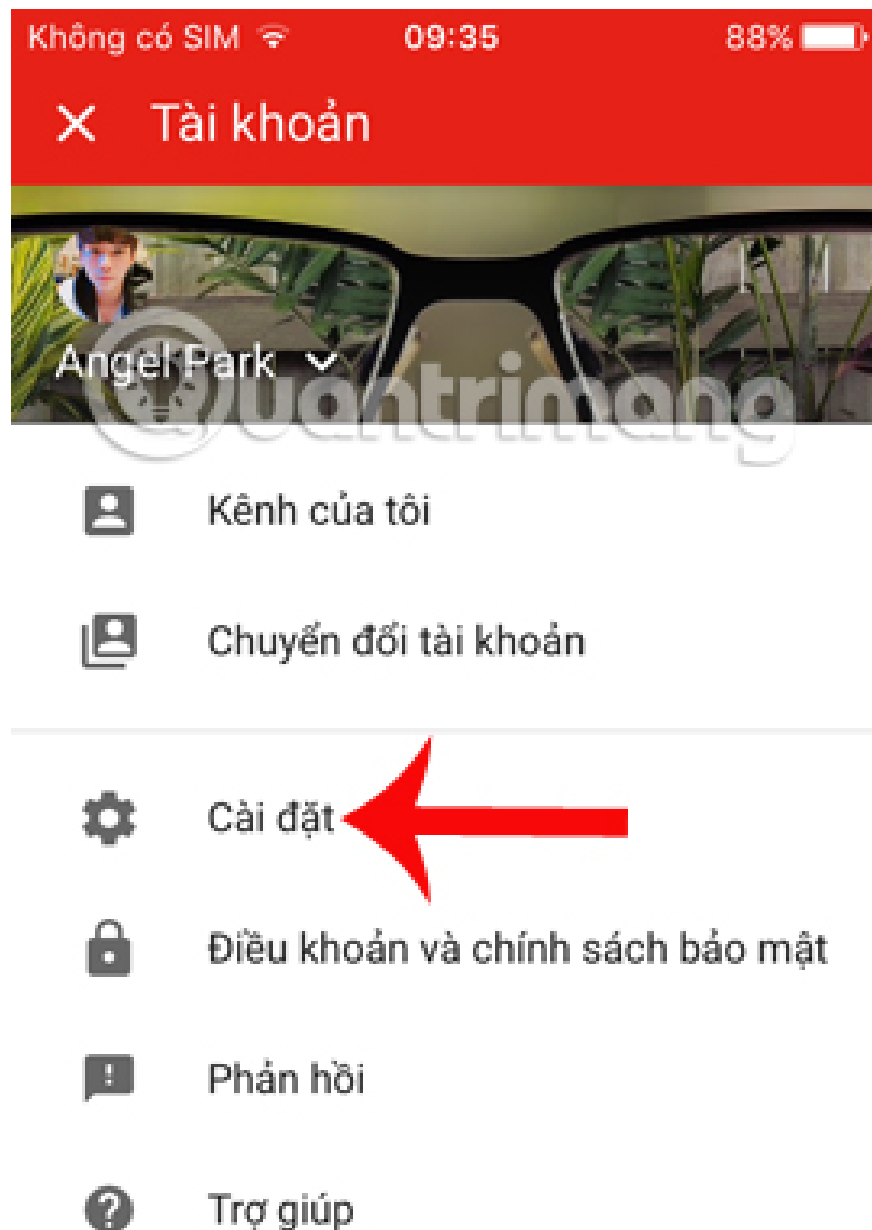 Không có SIM 09:35 88%
Tài khoản
Angel Park
Quantrimang
Kênh của tôi
Chuyển đổi tài khoản
Cài đặt
Điều khoản và chính sách bảo mật
Phản hồi
Trợ giúp